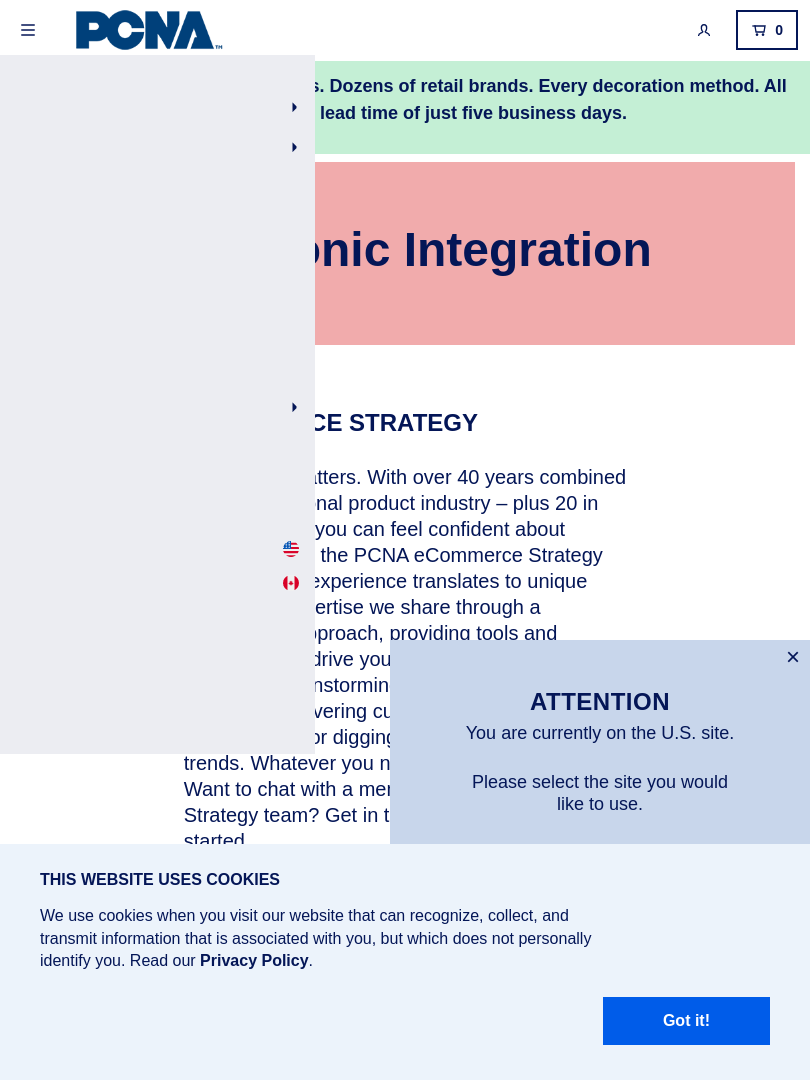 PCNA™
0
s. Dozens of retail brands. Every decoration method. All
lead time of just five business days.
onic Integration
CE STRATEGY
atters. With over 40 years combined
onal product industry – plus 20 in
you can feel confident about
the PCNA eCommerce Strategy
experience translates to unique
ertise we share through a
pproach, providing tools and
drive you
nstorming
vering cu
or digging
trends. Whatever you n
Want to chat with a mem
Strategy team? Get in t
started
×
ATTENTION
You are currently on the U.S. site.
Please select the site you would
like to use.
THIS WEBSITE USES COOKIES
We use cookies when you visit our website that can recognize, collect, and
transmit information that is associated with you, but which does not personally
identify you. Read our Privacy Policy.
Got it!